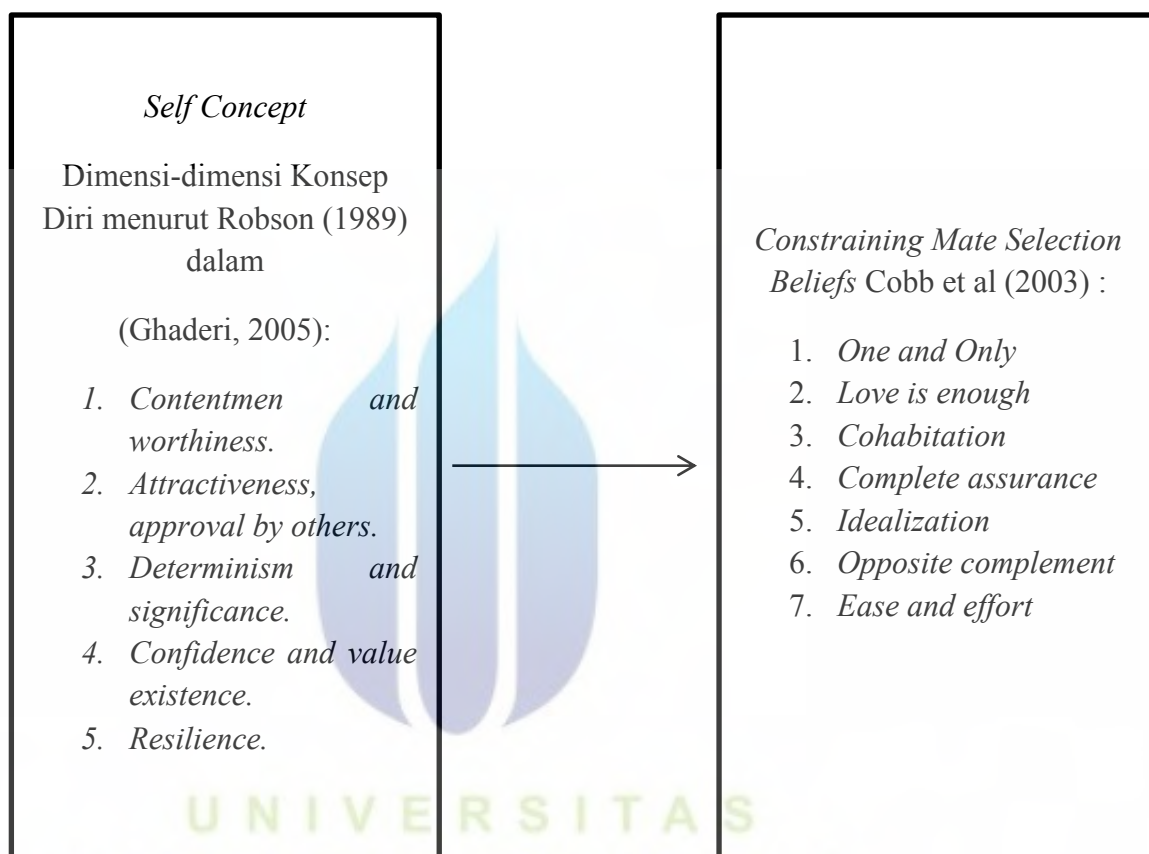 Self Concept
Dimensi-dimensi Konsep
Diri menurut Robson (1989)
dalam
(Ghaderi, 2005):
1. Contentmen and
worthiness.
2. Attractiveness,
approval by others.
3. Determinism and
significance.
4. Confidence and value
existence.
5. Resilience.
Constraining Mate Selection
Beliefs Cobb et al (2003) :
1. One and Only
2. Love is enough
3. Cohabitation
4. Complete assurance
5. Idealization
6. Opposite complement
7. Ease and effort
UNIVERSITAS